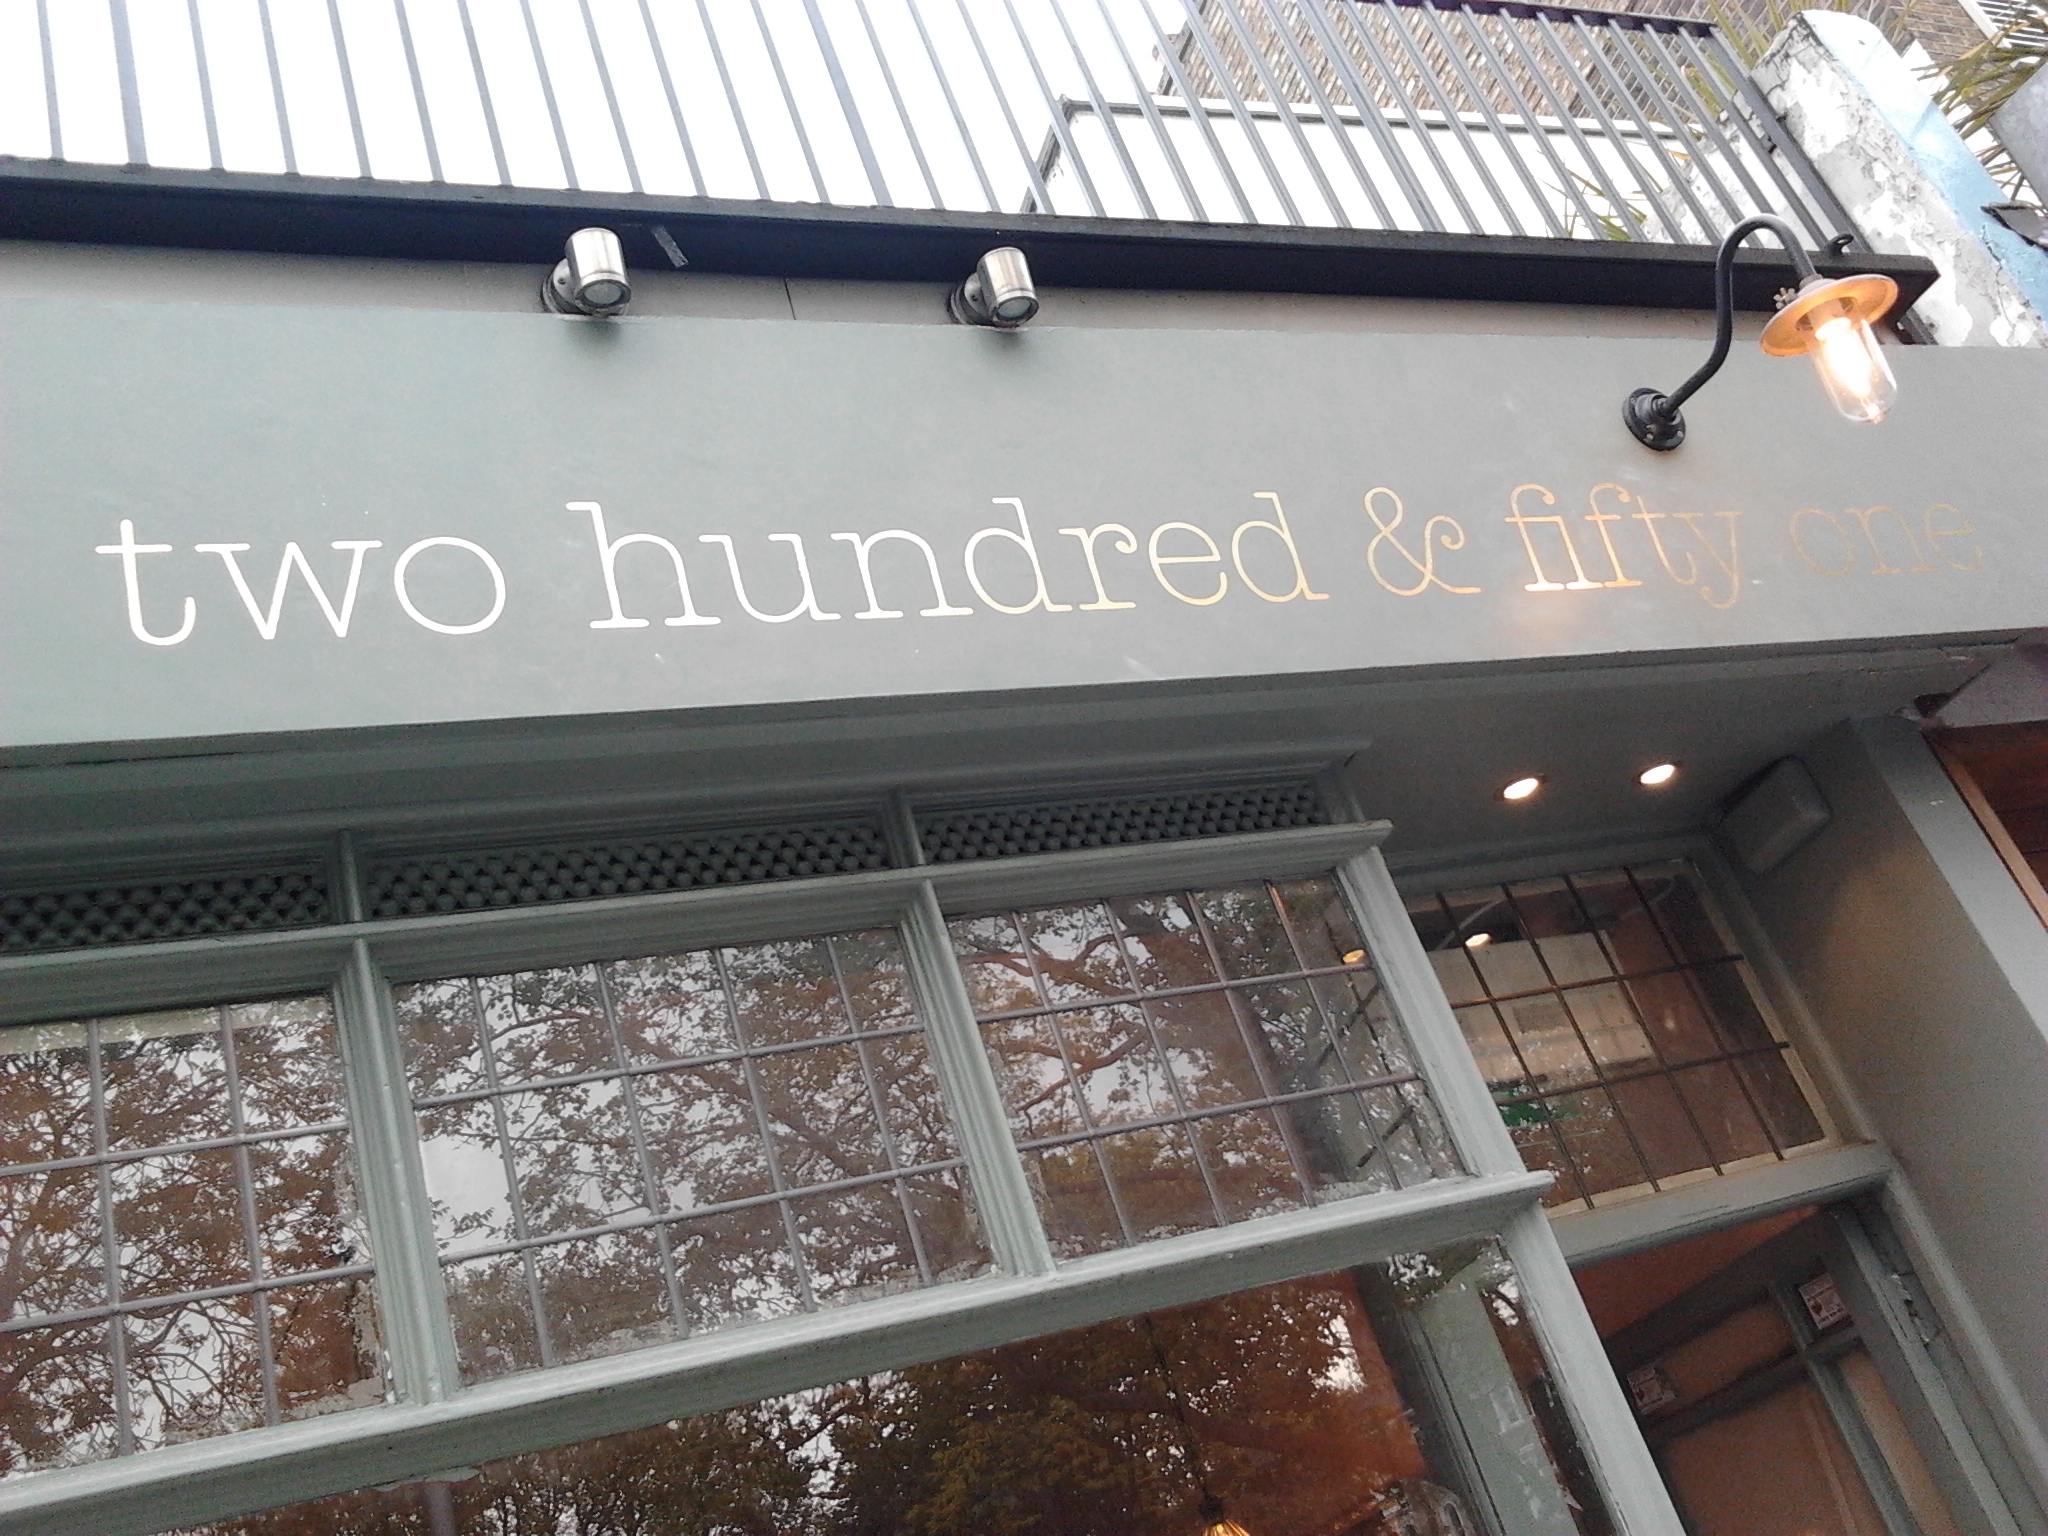 two hundred & fifty one